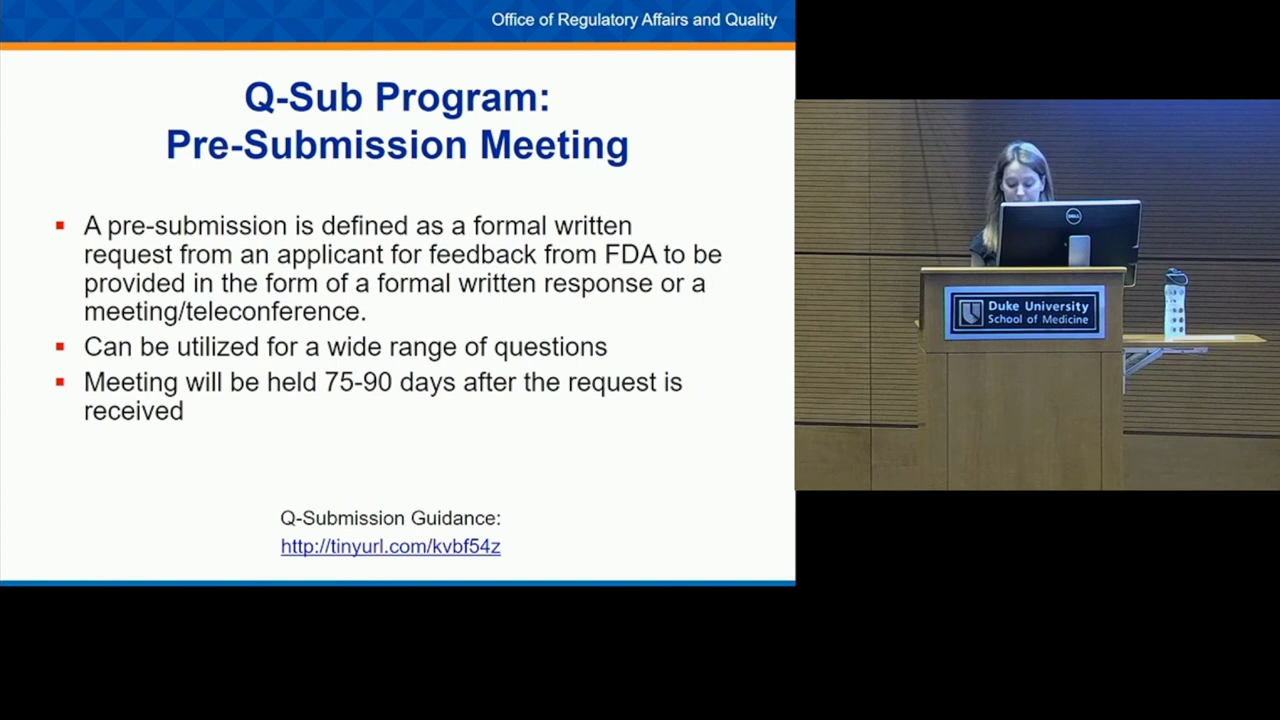 Office of Regulatory Affairs and Quality
Q-Sub Program:
Pre-Submission Meeting
A pre-submission is defined as a formal written
request from an applicant for feedback from FDA to be
provided in the form of a formal written response or a
meeting/teleconference.
Can be utilized for a wide range of questions
Meeting will be held 75-90 days after the request is
received
Q-Submission Guidance:
http://tinyurl.com/kvbf54z
DELL
Duke University
School of Medicine